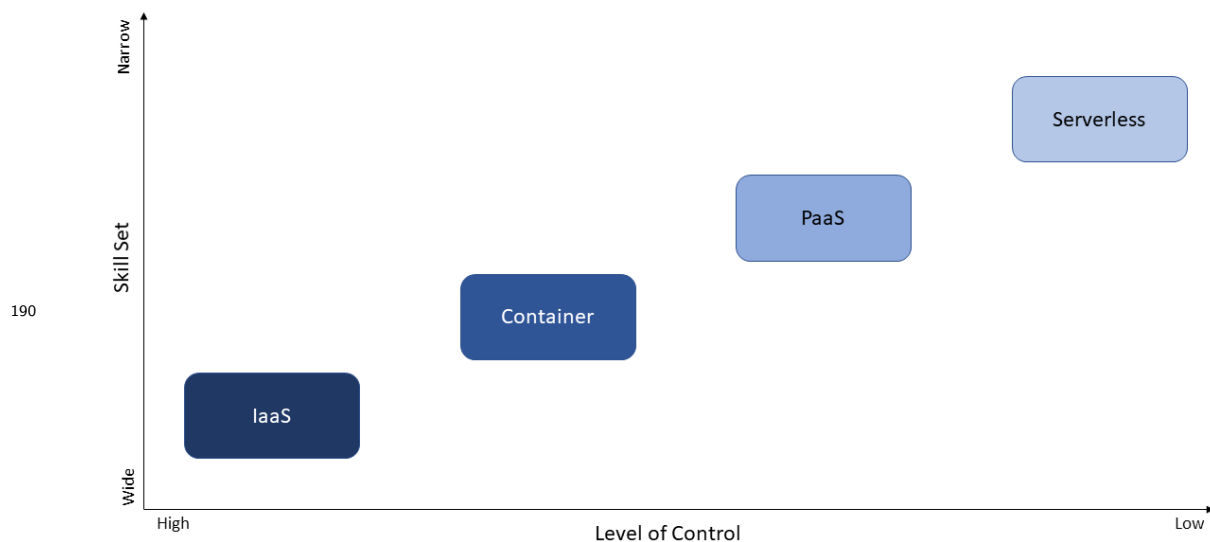 Narrow
Serverless
PaaS
Skill Set
190
Container
IaaS
Wide
High
Low
Level of Control